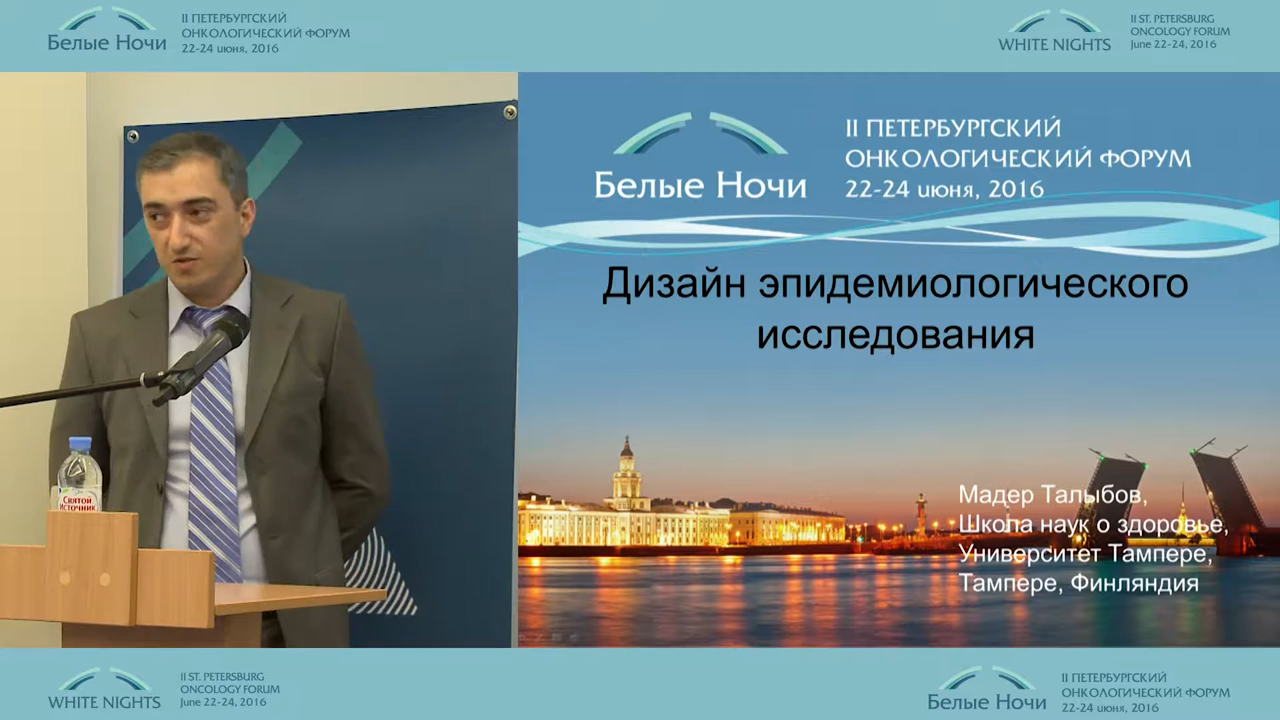 Белые Ночи
II ПЕТЕРБУРГСКИЙ
ОНКОЛОГИЧЕСКИЙ ФОРУМ
22-24 июня, 2016
WHITE NIGHTS
II ST. PETERSBURG
ONCOLOGY FORUM
June 22-24, 2016
Белые Ночи
II ПЕТЕРБУРГСКИЙ
ОНКОЛОГИЧЕСКИЙ ФОРУМ
22-24 июня, 2016
Дизайн эпидемиологического
исследования
Мадер Талыбов,
Школа наук о здоровье,
Университет Тампере,
Тампере, Финляндия
Святой
Источник
WHITE NIGHTS
II ST. PETERSBURG
ONCOLOGY FORUM
June 22-24, 2016
Белые Ночи
II ПЕТЕРБУРГСКИЙ
ОНКОЛОГИЧЕСКИЙ ФОРУМ
22-24 июня, 2016